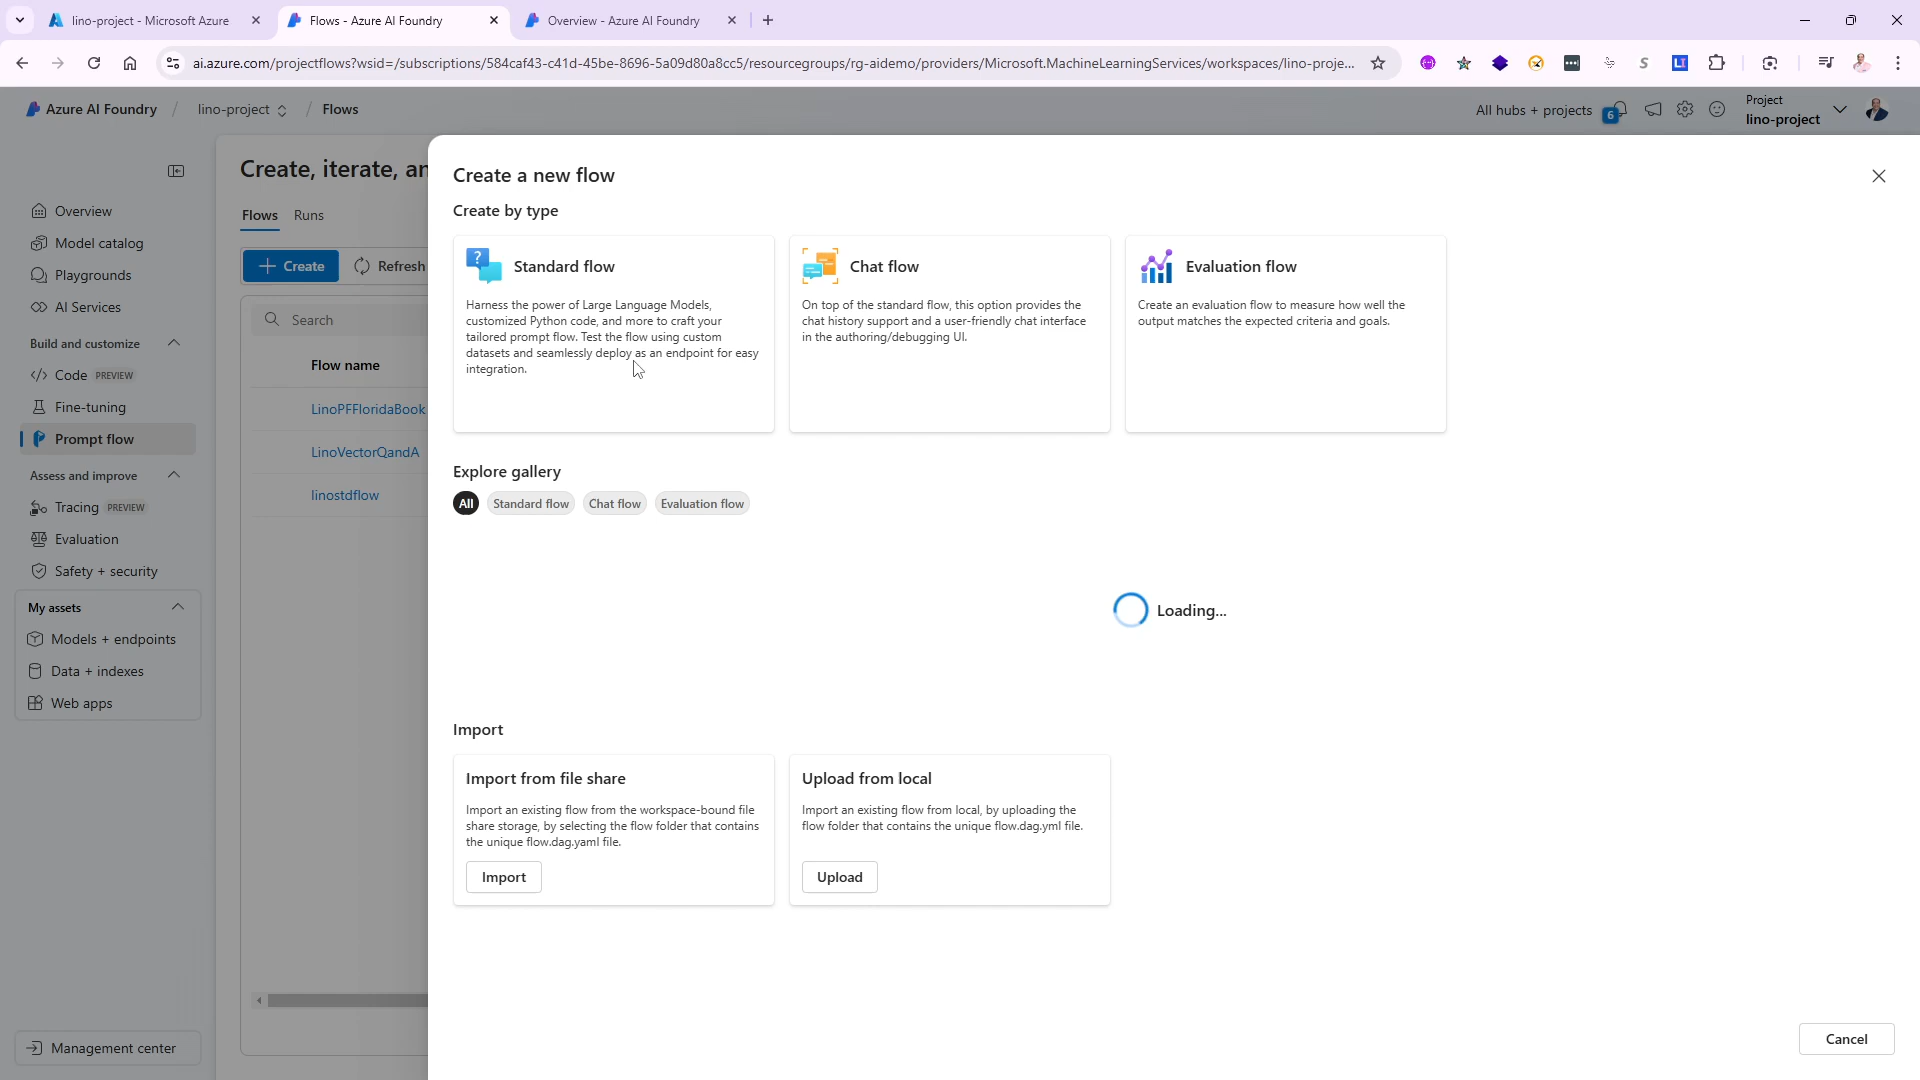 lino-project - Microsoft Azure
Flows - Azure AI Foundry
Overview - Azure AI Foundry
ai.azure.com/projectflows?wsid=/subscriptions/584caf43-c41d-45be-8696-5a09d80a8cc5/resourcegroups/rg-aidemo/providers/Microsoft.MachineLearningServices/workspaces/lino-proje...
Azure AI Foundry / lino-project / Flows
All hubs + projects
6
Project
lino-project
Overview
Model catalog
Playgrounds
AI Services
Build and customize
Code PREVIEW
Fine-tuning
Prompt flow
Assess and improve
Tracing PREVIEW
Evaluation
Safety + security
My assets
Models + endpoints
Data + indexes
Web apps
Management center
Create, iterate, an
Flows Runs
Create Refresh
Search
Flow name
LinoPFFloridaBook
LinoVectorQandA
linostdflow
Create a new flow
Create by type
Standard flow
Harness the power of Large Language Models,
customized Python code, and more to craft your
tailored prompt flow. Test the flow using custom
datasets and seamlessly deploy as an endpoint for easy
integration.
Chat flow
On top of the standard flow, this option provides the
chat history support and a user-friendly chat interface
in the authoring/debugging UI.
Evaluation flow
Create an evaluation flow to measure how well the
output matches the expected criteria and goals.
Explore gallery
All Standard flow Chat flow Evaluation flow
Loading...
Import
Import from file share
Import an existing flow from the workspace-bound file
share storage, by selecting the flow folder that contains
the unique flow.dag.yaml file.
Import
Upload from local
Import an existing flow from local, by uploading the
flow folder that contains the unique flow.dag.yml file.
Upload
Cancel